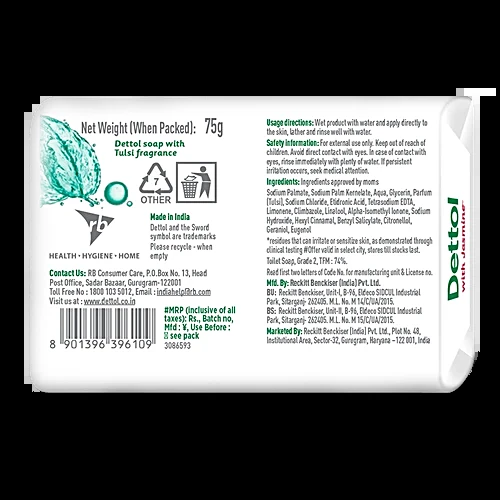 Net Weight (When Packed): 75g
Dettol soap with
Tulsi fragrance
7
OTHER
rb
HEALTH • HYGIENE • HOME
Made in India
Dettol and the Sword
symbol are trademarks
Please recycle - when
empty
Contact Us: RB Consumer Care, P.O.Box No. 13, Head
Post Office, Sadar Bazaar, Gurugram-122001
Toll Free No : 1800 103 5012, Email : indiahelp@rb.com
Visit us at : www.dettol.co.in
8 901396 396109
#MRP (inclusive of all
taxes): Rs., Batch no,
Mfd : ¥, Use Before :
see pack
3086593
Usage directions: Wet product with water and apply directly to
the skin, lather and rinse well with water.
Safety information: For external use only. Keep out of reach of
children. Avoid direct contact with eyes. In case of contact with
eyes, rinse immediately with plenty of water. If persistent
irritation occurs, seek medical attention.
Ingredients: Ingredients approved by moms
Sodium Palmate, Sodium Palm Kernelate, Aqua, Glycerin, Parfum
(Tulsi), Sodium Chloride, Etidronic Acid, Tetrasodium EDTA,
Limonene, Climbazole, Linalool, Alpha-Isomethyl Ionone, Sodium
Hydroxide, Hexyl Cinnamal, Benzyl Salicylate, Citronellol,
Geraniol, Eugenol
*residues that can irritate or sensitize skin, as demonstrated through
clinical testing #Offer valid in select city, stores till stocks last.
Toilet Soap, Grade 2, TFM: 74%.
Read first two letters of Code No. for manufacturing unit & License no.
Mfd. By: Reckitt Benckiser (India) Pvt. Ltd.
BU: Reckitt Benckiser, Unit-I, B-96, Eldeco SIDCUL Industrial
Park, Sitarganj- 262405. M.L. No. M 14/C/UA/2015.
BS: Reckitt Benckiser, Unit-II, B-96, Eldeco SIDCUL Industrial
Park, Sitarganj- 262405. M.L. No. M 15/C/UA/2015.
Marketed By: Reckitt Benckiser (India) Pvt. Ltd., Plot No. 48,
Institutional Area, Sector-32, Gurugram, Haryana -122 001, India
Dettol
with Jasmine